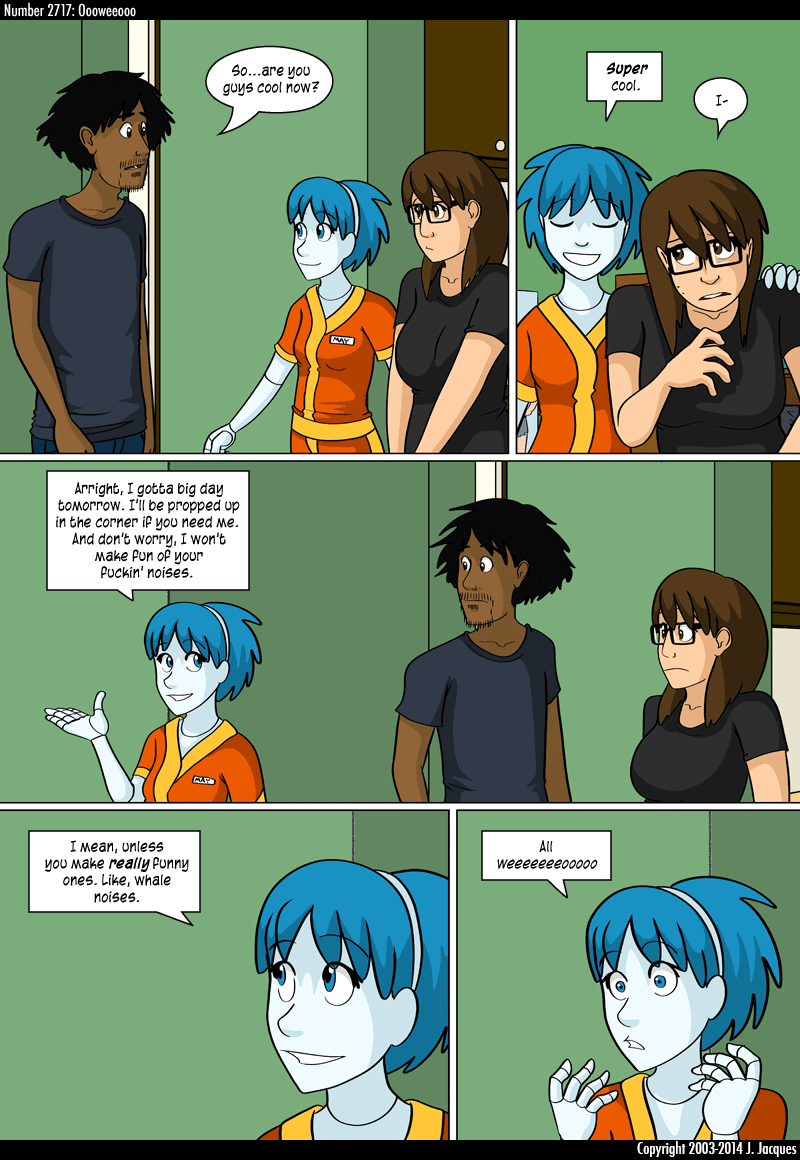 Number 2717: Oooweeooo
So...are you
guys cool now?
MAY
Super
cool.
I-
Arright, I gotta big day
tomorrow. I'll be propped up
in the corner if you need me.
And don't worry, I won't
make fun of your
fuckin' noises.
MAY
I mean, unless
you make really funny
ones. Like, whale
noises.
All
weeeeeeeooooo
Copyright 2003-2014 J. Jacques